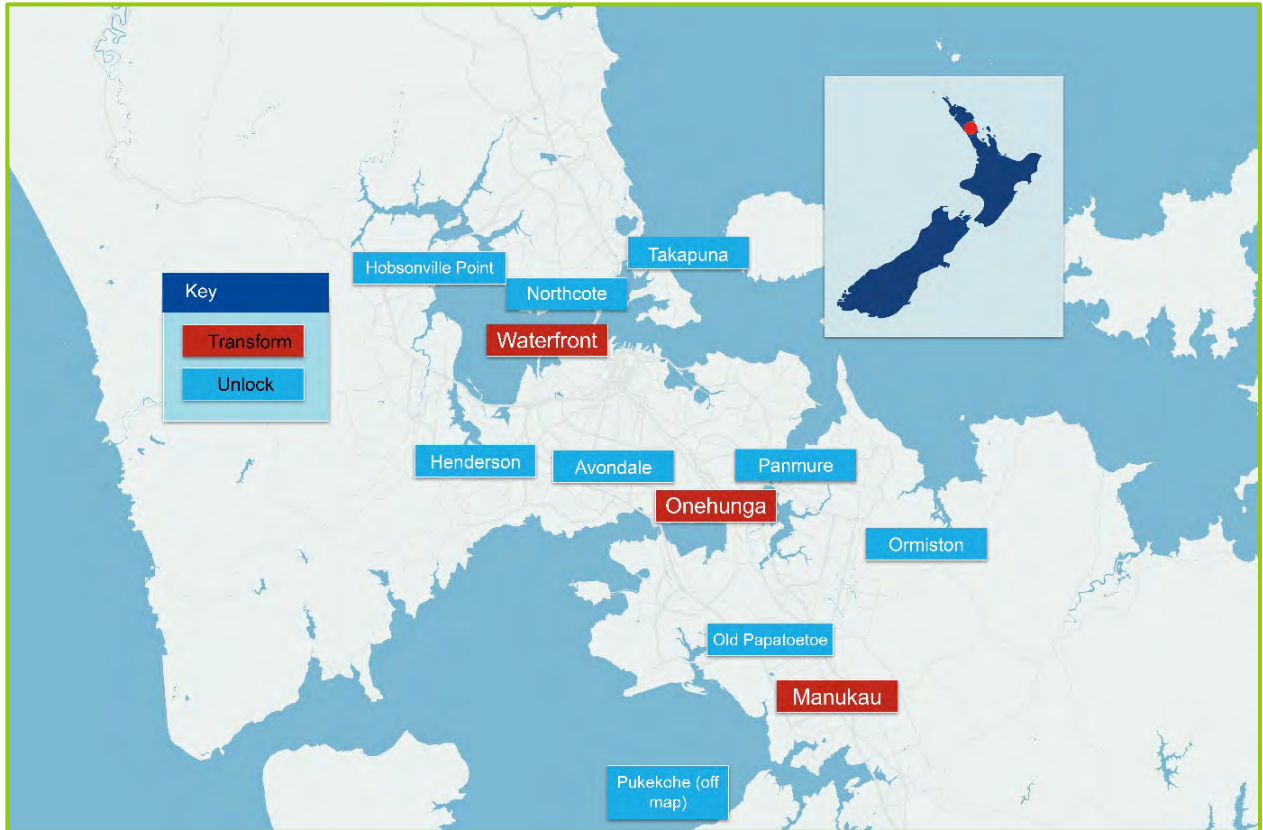 Takapuna
Hobsonville Point
Northcote
Key
Waterfront
Transform
Unlock
Henderson
Avondale
Panmure
Onehunga
Ormiston
Old Papatoetoe
Manukau
Pukekohe (off
map)